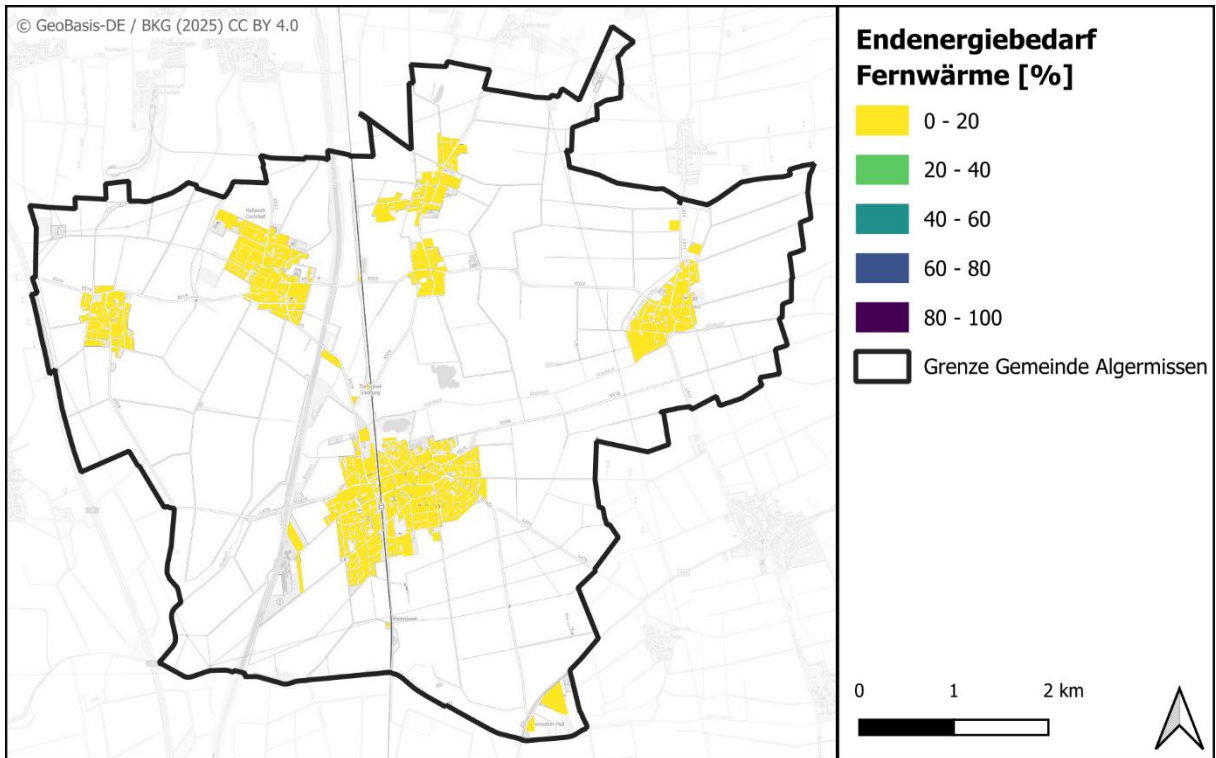 © GeoBasis-DE / BKG (2025) CC BY 4.0
Endenergiebedarf
Fernwärme [%]
0 - 20
20 - 40
40 - 60
60 - 80
80 - 100
Grenze Gemeinde Algermissen
0 1 2 km